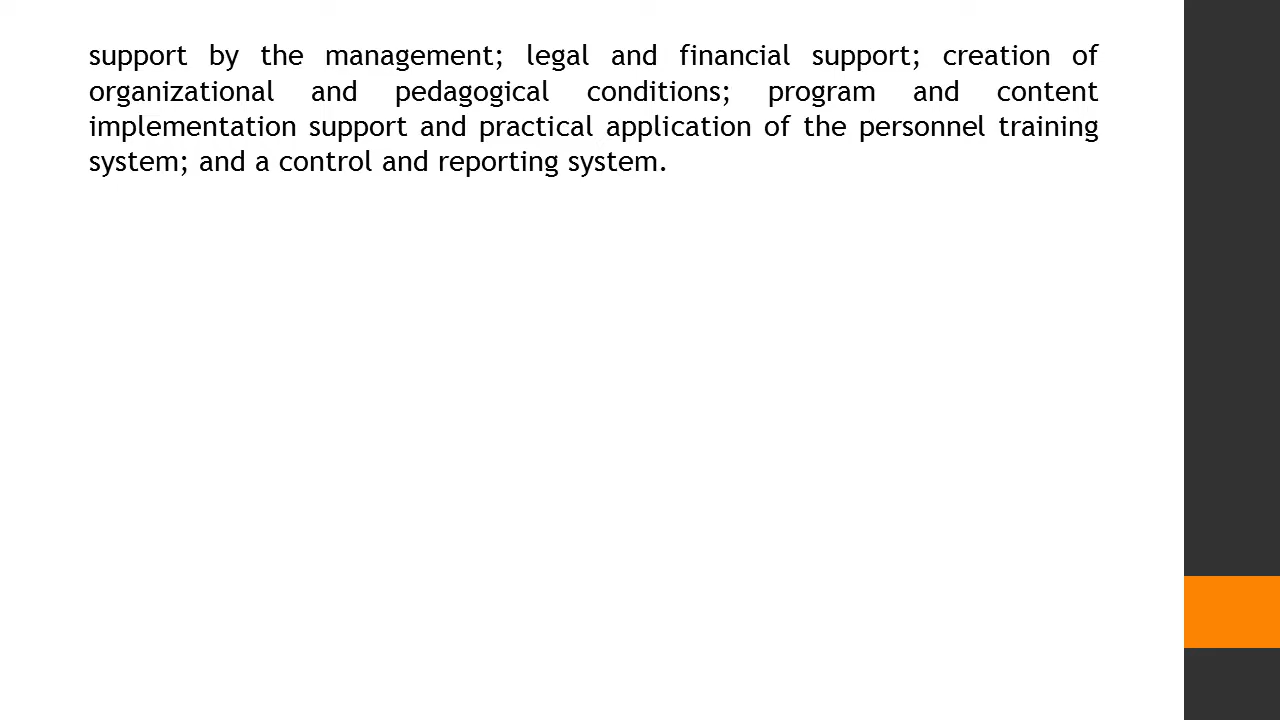 support by the management; legal and financial support; creation of
organizational and pedagogical conditions; program and content
implementation support and practical application of the personnel training
system; and a control and reporting system.